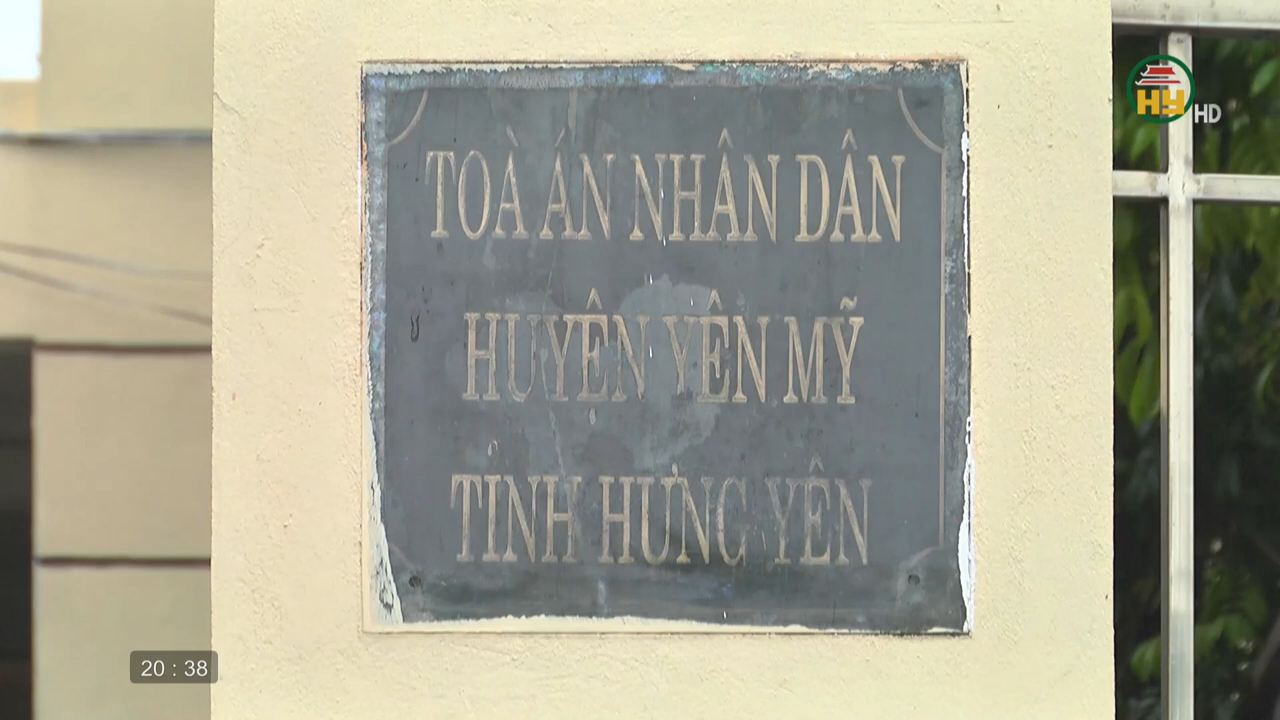 HY HD
TOÀ ÁN NHÂN DÂN
HUYỆN YÊN MỸ
TỈNH HƯNG YÊN
20 : 38